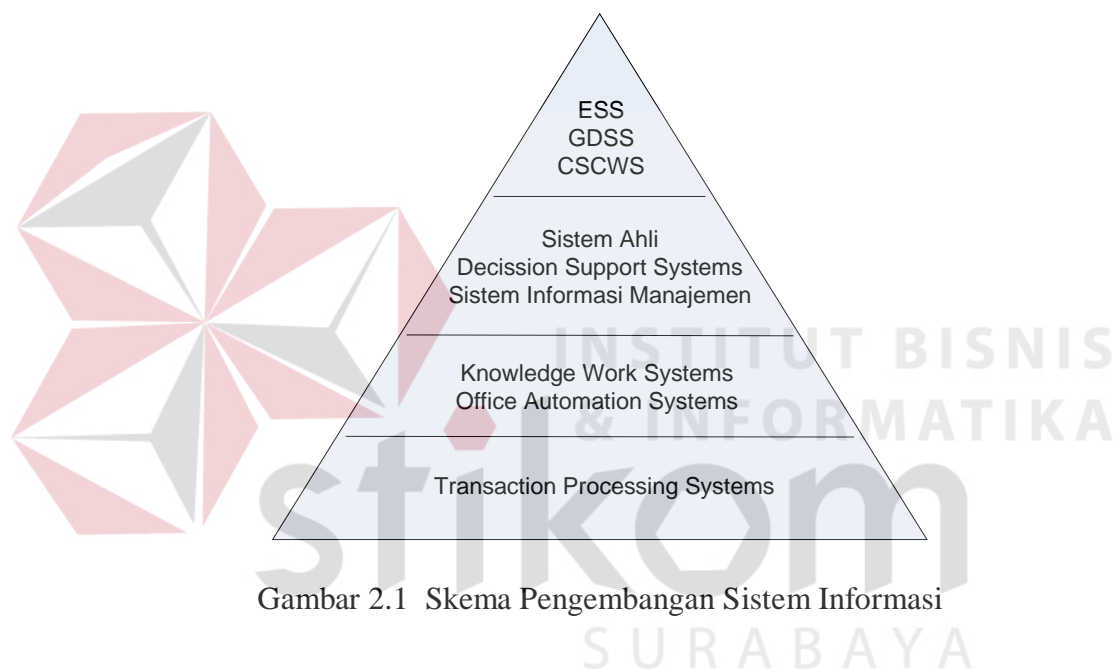 ESS
GDSS
CSCWS
Sistem Ahli
Decission Support Systems
Sistem Informasi Manajemen
INSTITUT BISNIS
Knowledge Work Systems
Office Automation Systems
& INFORMATIKA
stikom
Transaction Processing Systems
Gambar 2.1 Skema Pengembangan Sistem Informasi
SURABAYA